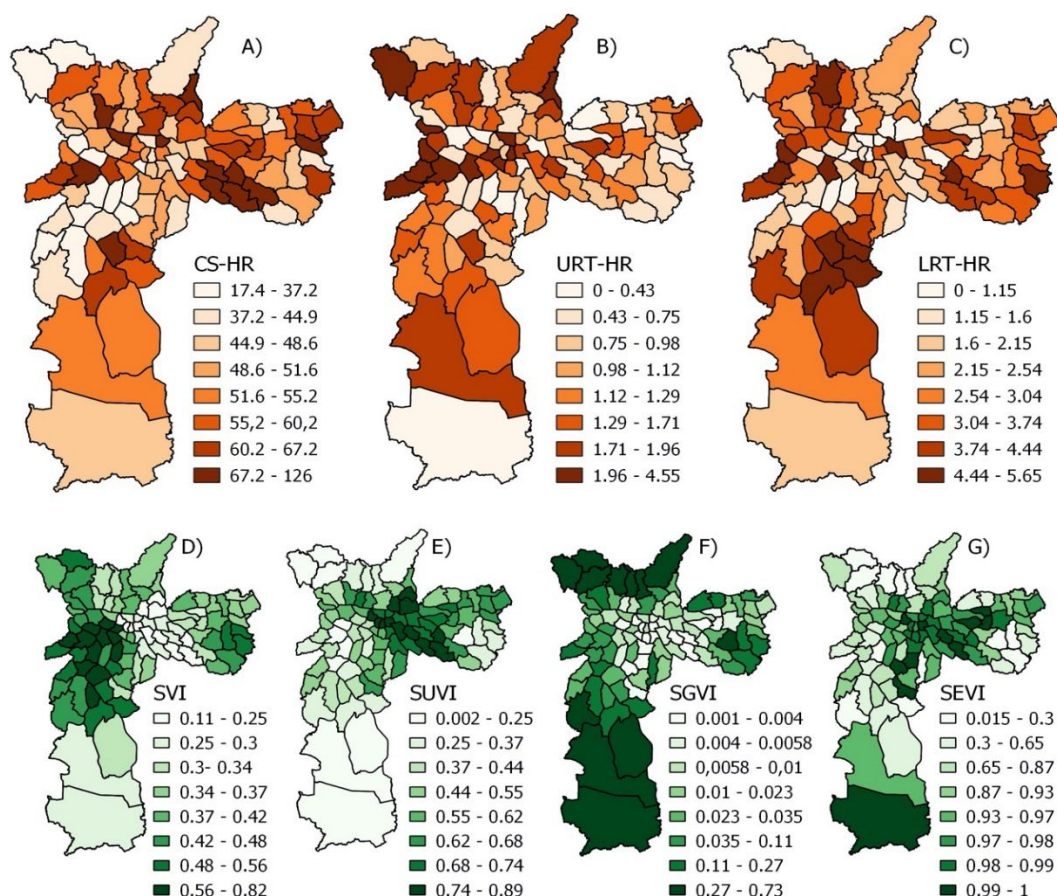 A)
CS-HR
17.4 - 37.2
37.2 - 44.9
44.9 - 48.6
48.6 - 51.6
51.6 - 55.2
55,2 - 60,2
60.2 - 67.2
67.2 - 126
B)
URT-HR
0 - 0.43
0.43 - 0.75
0.75 - 0.98
0.98 - 1.12
1.12 - 1.29
1.29 - 1.71
1.71 - 1.96
1.96 - 4.55
C)
LRT-HR
0 - 1.15
1.15 - 1.6
1.6 - 2.15
2.15 - 2.54
2.54 - 3.04
3.04 - 3.74
3.74 - 4.44
4.44 - 5.65
D)
SVI
0.11 - 0.25
0.25 - 0.3
0.3- 0.34
0.34 - 0.37
0.37 - 0.42
0.42 - 0.48
0.48 - 0.56
0.56 - 0.82
E)
SUVI
0.002 - 0.25
0.25 - 0.37
0.37 - 0.44
0.44 - 0.55
0.55 - 0.62
0.62 - 0.68
0.68 - 0.74
0.74 - 0.89
F)
SGVI
0.001 - 0.004
0.004 - 0.0058
0,0058 - 0,01
0.01 - 0.023
0.023 - 0.035
0.035 - 0.11
0.11 - 0.27
0.27 - 0.73
G)
SEVI
0.015 - 0.3
0.3 - 0.65
0.65 - 0.87
0.87 - 0.93
0.93 - 0.97
0.97 - 0.98
0.98 - 0.99
0.99 - 1